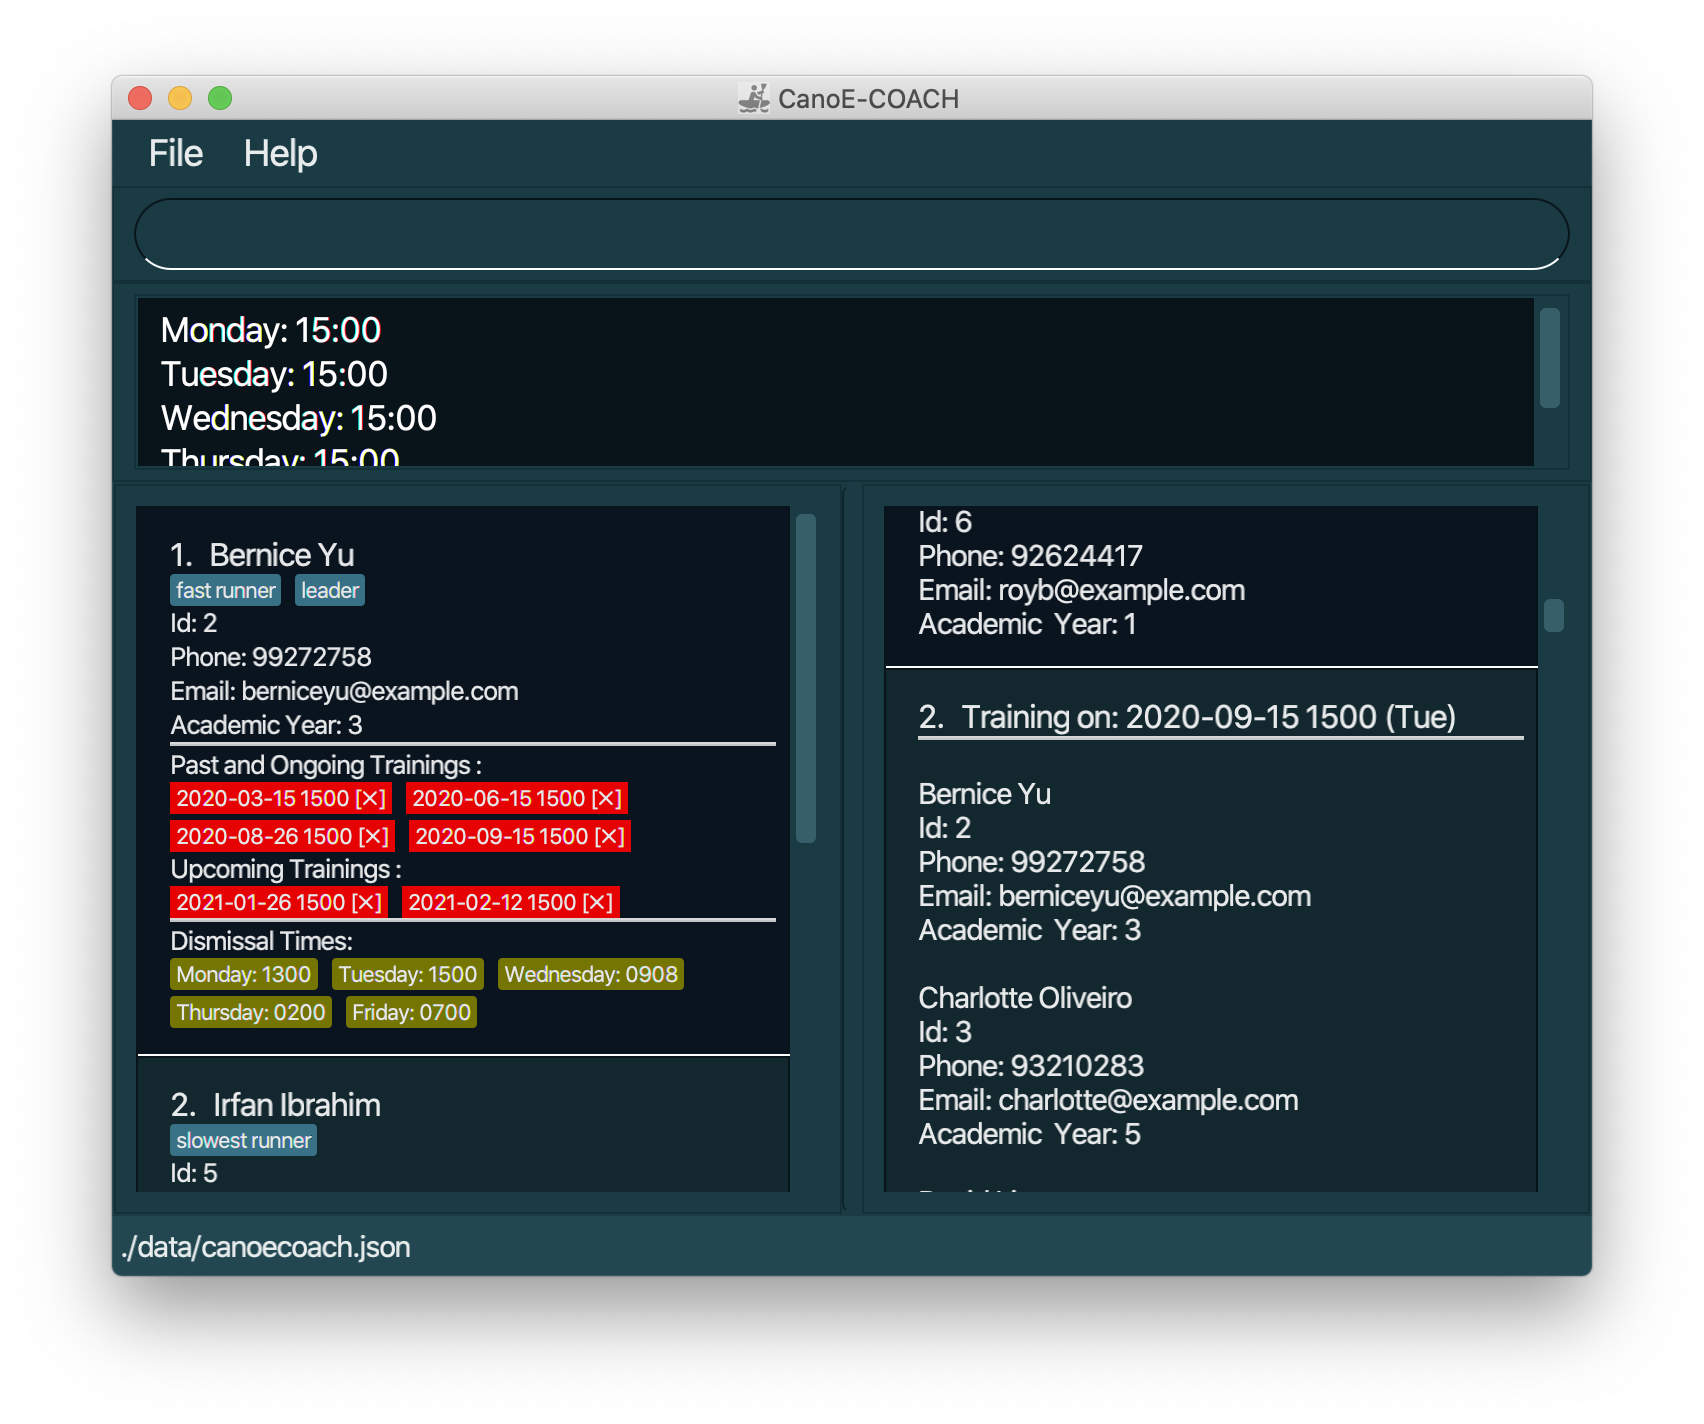 CanoE-COACH
File Help
Monday: 15:00
Tuesday: 15:00
Wednesday: 15:00
Thursday: 15:00
1. Bernice Yu
fast runner leader
Id: 2
Phone: 99272758
Email: berniceyu@example.com
Academic Year: 3
Past and Ongoing Trainings :
2020-03-15 1500 [✕] 2020-06-15 1500 [✕]
2020-08-26 1500 [✕] 2020-09-15 1500 [✕]
Upcoming Trainings :
2021-01-26 1500 [✕] 2021-02-12 1500 [✕]
Dismissal Times:
Monday: 1300 Tuesday: 1500 Wednesday: 0908
Thursday: 0200 Friday: 0700
2. Irfan Ibrahim
slowest runner
Id: 5
Id: 6
Phone: 92624417
Email: royb@example.com
Academic Year: 1
2. Training on: 2020-09-15 1500 (Tue)
Bernice Yu
Id: 2
Phone: 99272758
Email: berniceyu@example.com
Academic Year: 3
Charlotte Oliveiro
Id: 3
Phone: 93210283
Email: charlotte@example.com
Academic Year: 5
./data/canoecoach.json